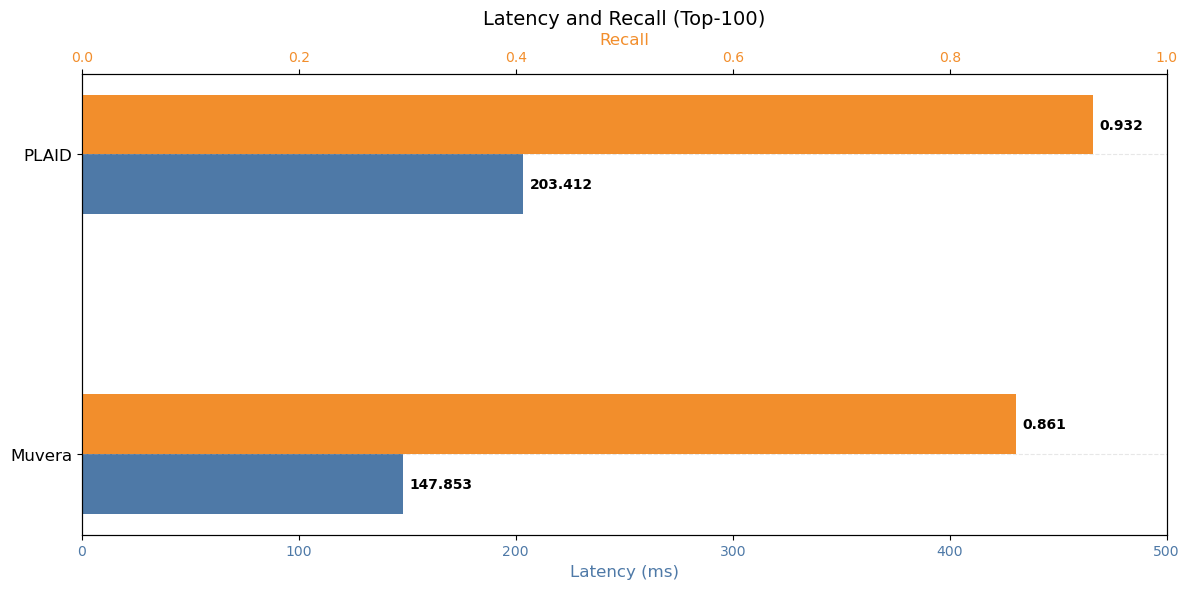 Latency and Recall (Top-100)
Recall
0.0 0.2 0.4 0.6 0.8 1.0
0.932
PLAID
203.412
0.861
Muvera
147.853
0 100 200 300 400 500
Latency (ms)